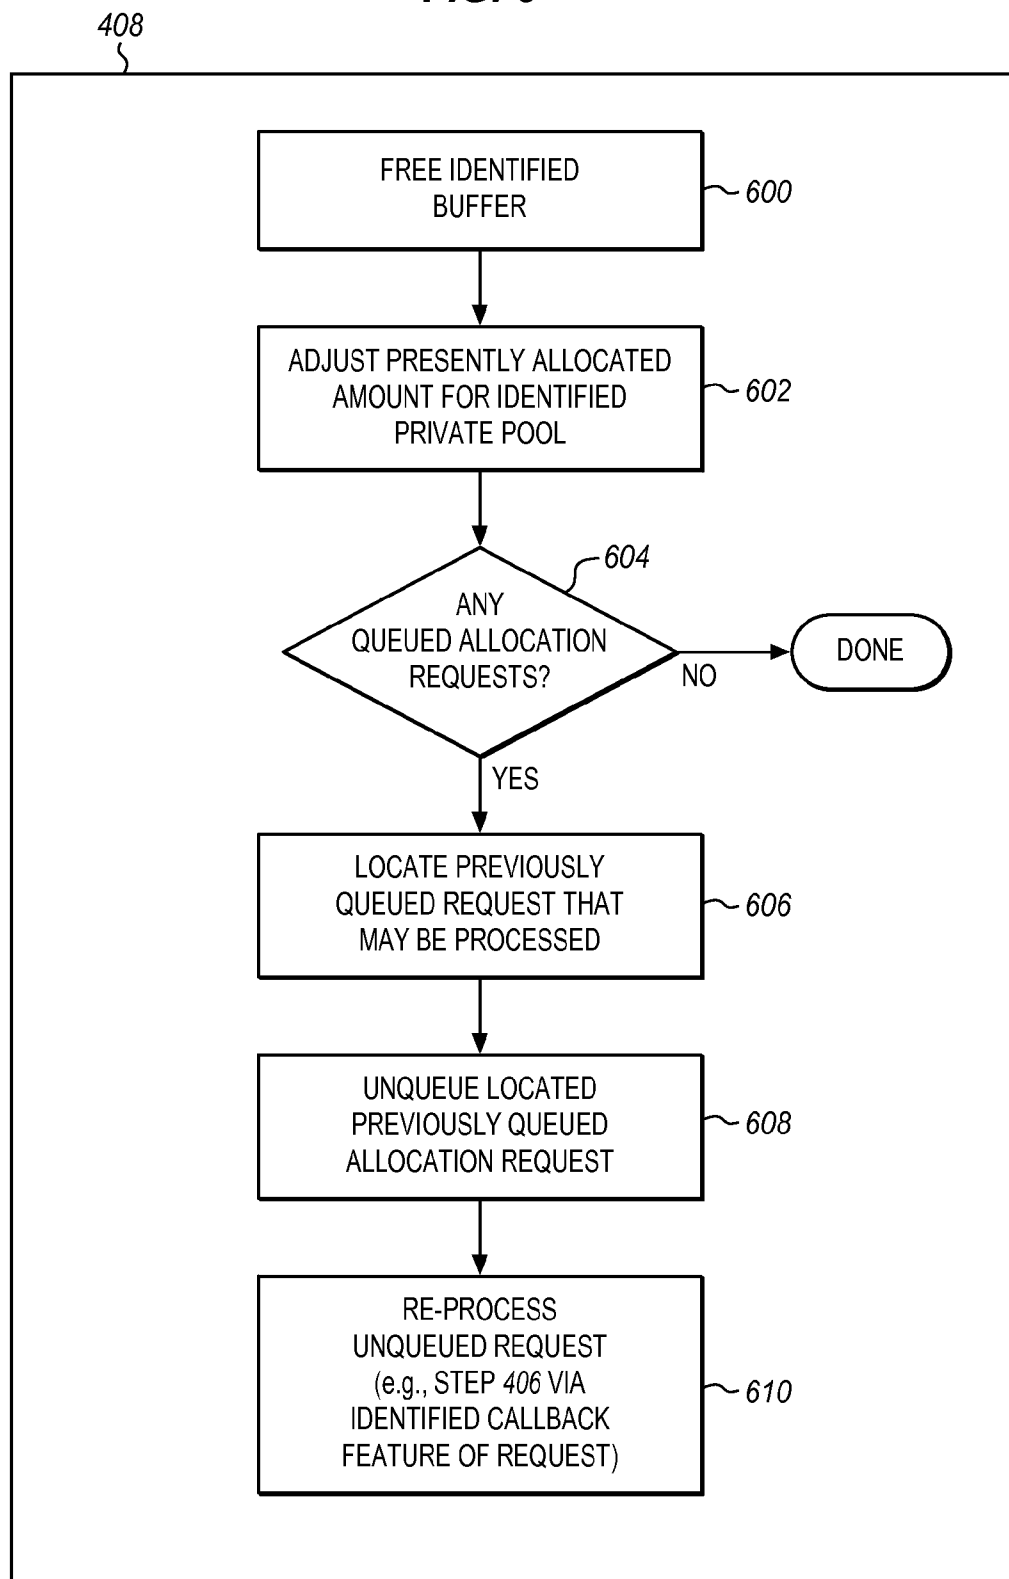 408
FREE IDENTIFIED
BUFFER
600
ADJUST PRESENTLY ALLOCATED
AMOUNT FOR IDENTIFIED
PRIVATE POOL
602
604
ANY
QUEUED ALLOCATION
REQUESTS?
DONE
NO
YES
LOCATE PREVIOUSLY
QUEUED REQUEST THAT
MAY BE PROCESSED
606
UNQUEUE LOCATED
PREVIOUSLY QUEUED
ALLOCATION REQUEST
608
RE-PROCESS
UNQUEUED REQUEST
(e.g., STEP 406 VIA
IDENTIFIED CALLBACK
FEATURE OF REQUEST)
610